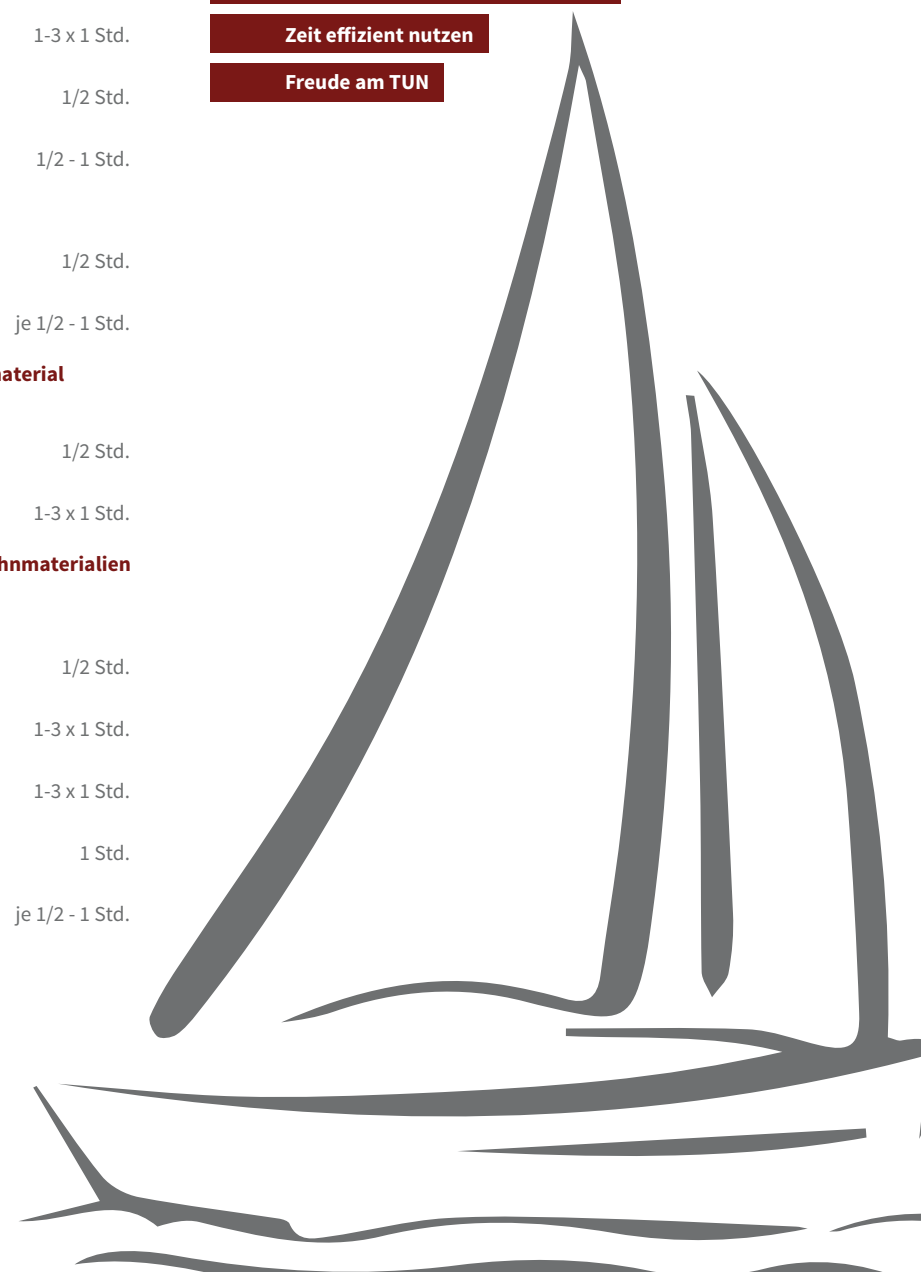 1-3 x 1 Std.
1/2 Std.
1/2 - 1 Std.
1/2 Std.
je 1/2 - 1 Std.
aterial
1/2 Std.
1-3 x 1 Std.
hnmaterialien
1/2 Std.
1-3 x 1 Std.
1-3 x 1 Std.
1 Std.
je 1/2 - 1 Std.
Zeit effizient nutzen
Freude am TUN